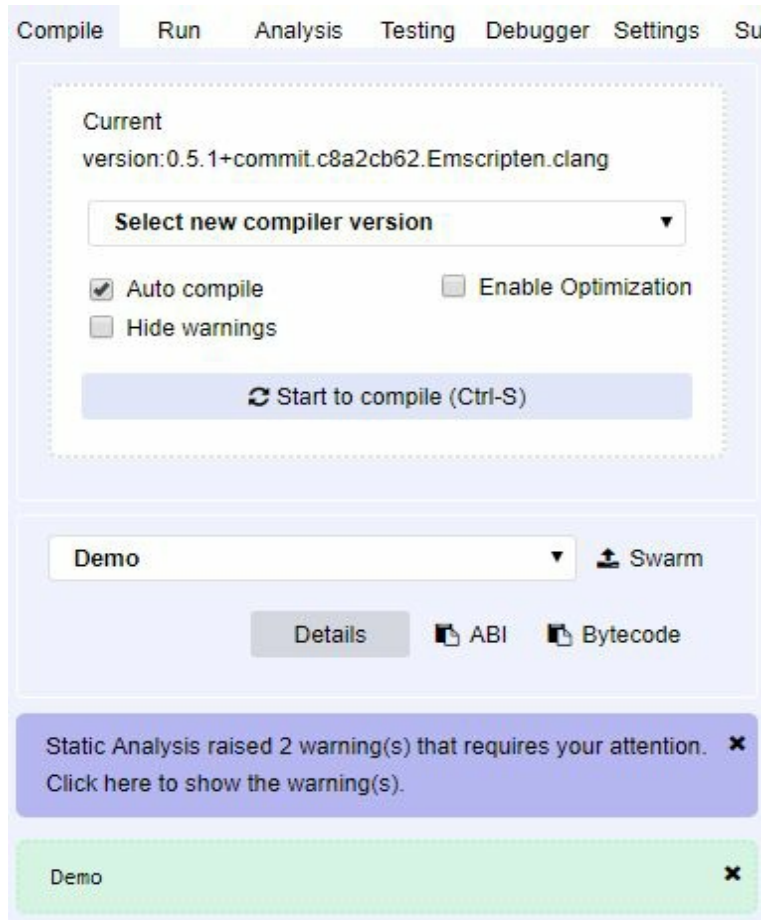 Compile Run Analysis Testing Debugger Settings Su
Current
version:0.5.1+commit.c8a2cb62.Emscripten.clang
Select new compiler version
Auto compile Enable Optimization
Hide warnings
Start to compile (Ctrl-S)
Demo Swarm
Details ABI Bytecode
Static Analysis raised 2 warning(s) that requires your attention.
Click here to show the warning(s).
Demo